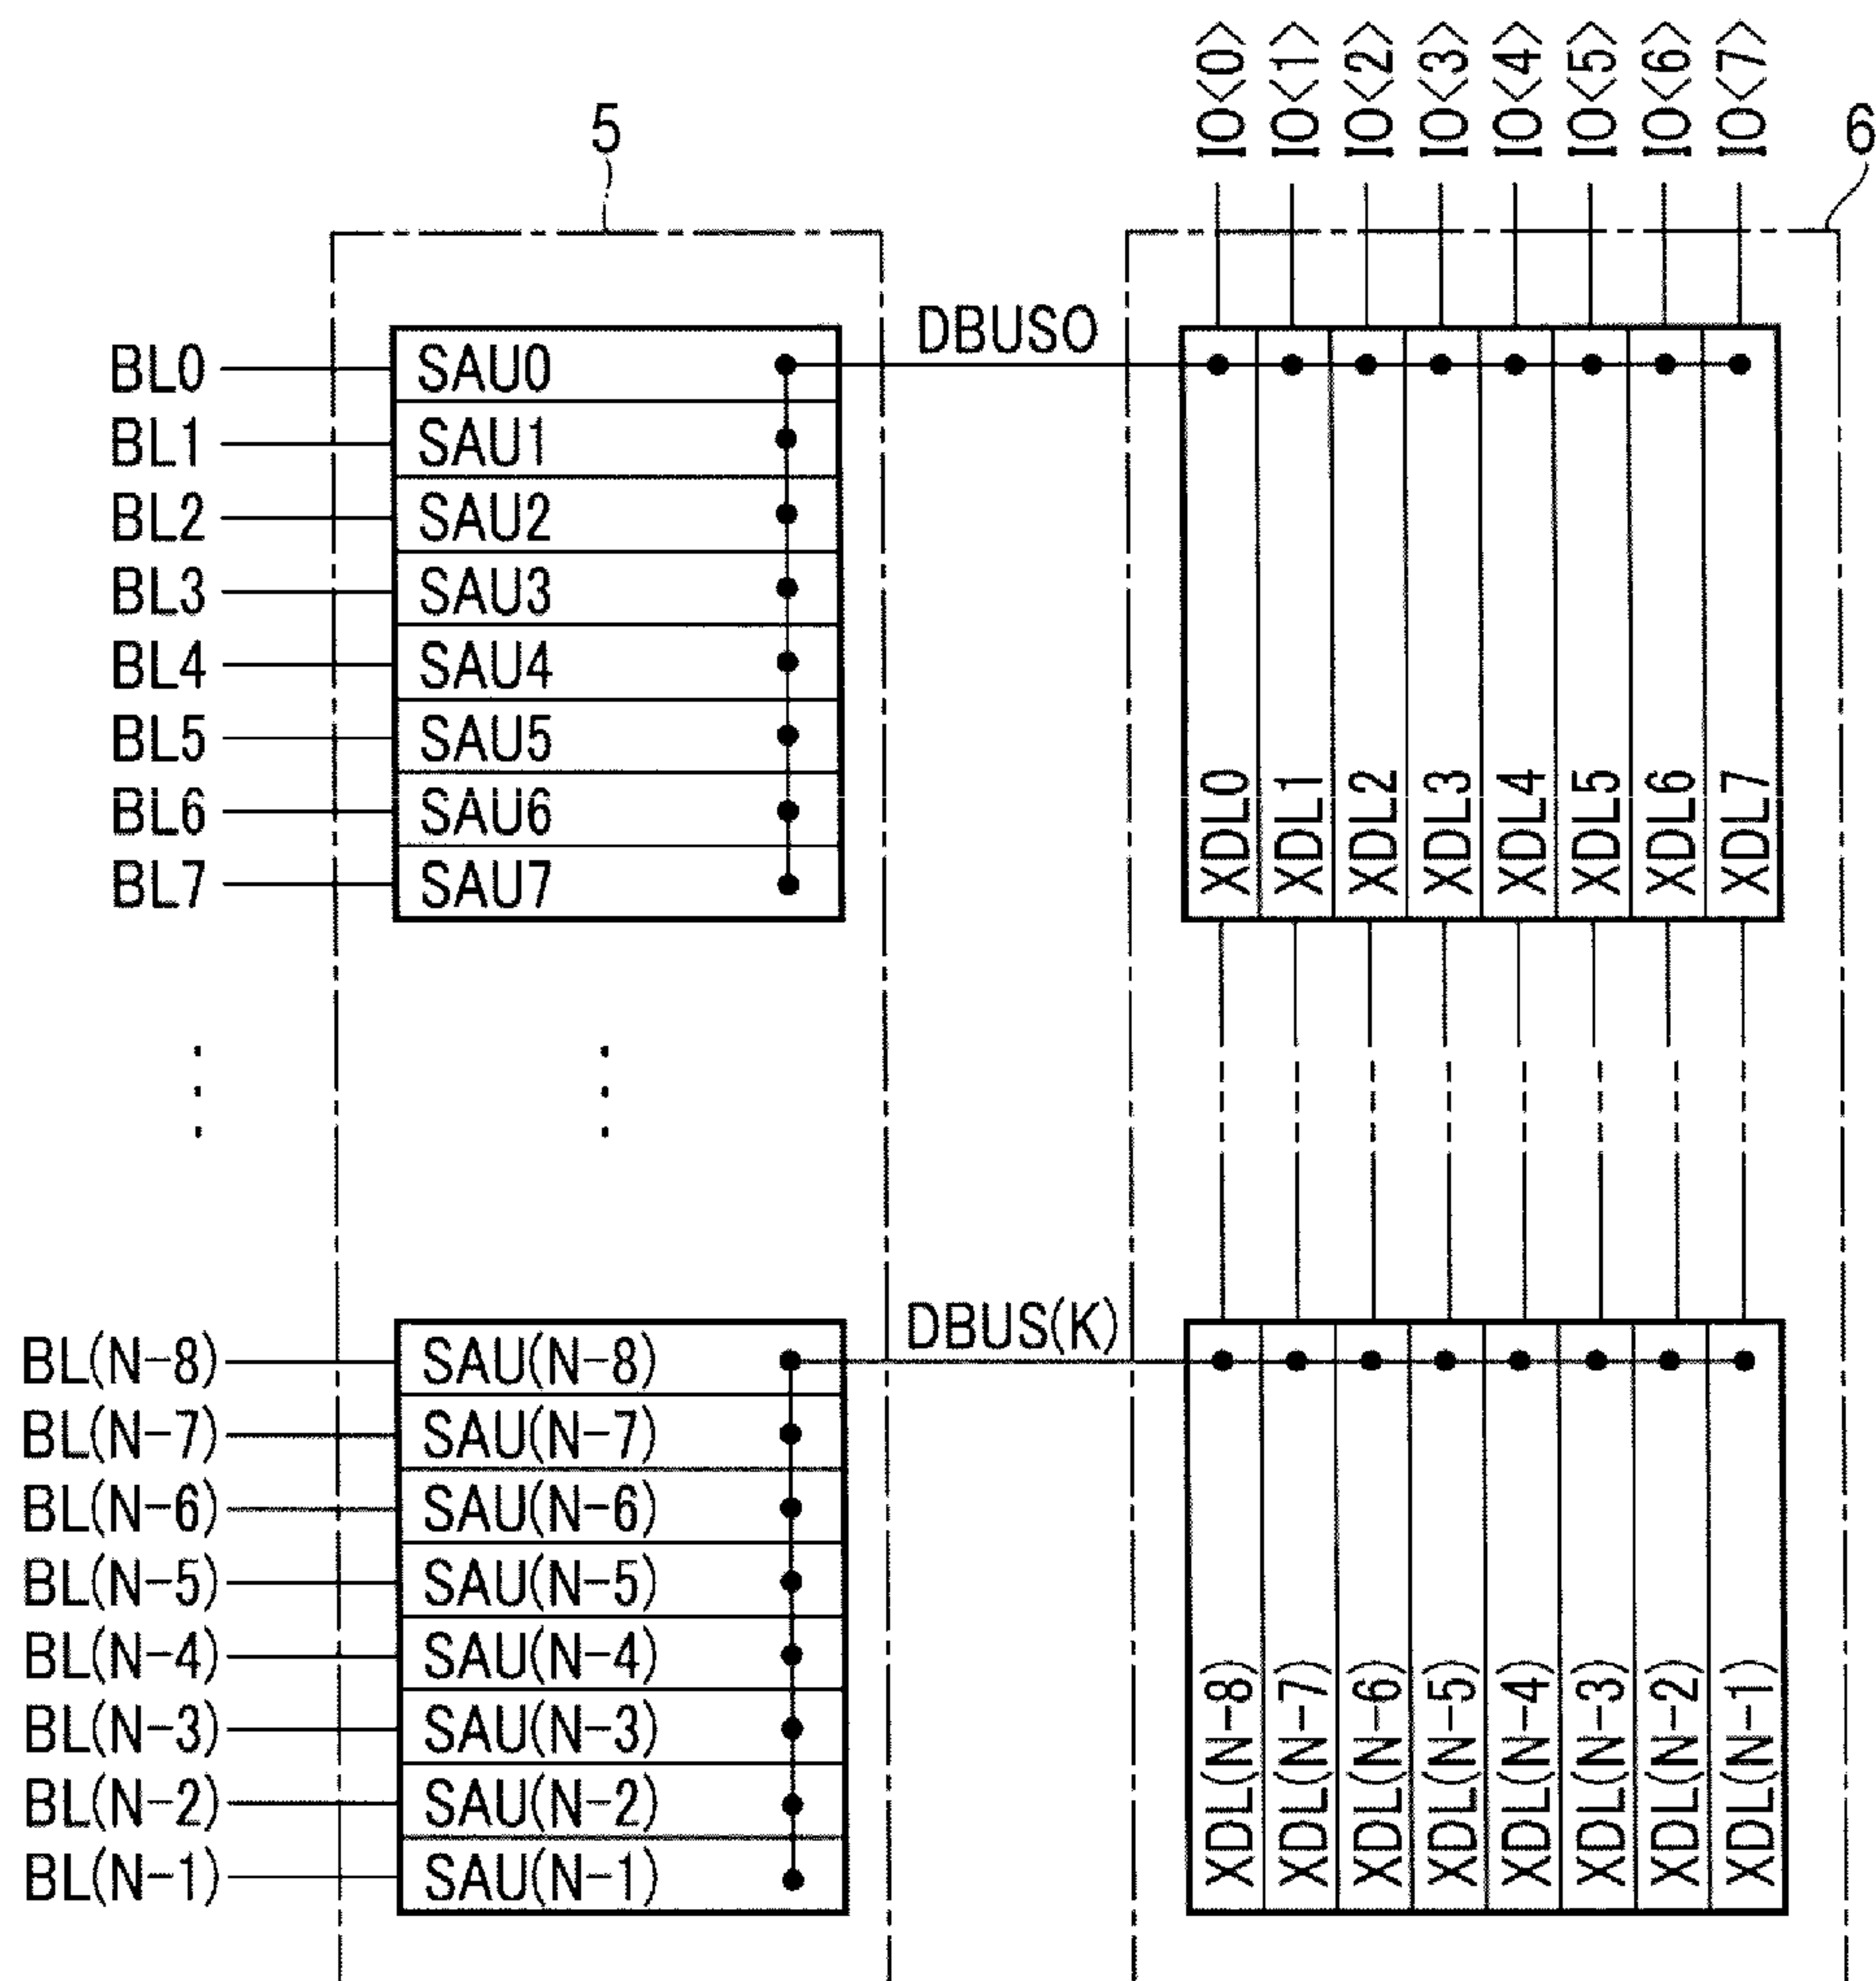 IO<0>
IO<1>
IO<2>
IO<3>
IO<4>
IO<5>
IO<6>
IO<7>
5
6
DBUS0
BL0 SAU0
BL1 SAU1
BL2 SAU2
BL3 SAU3
BL4 SAU4
BL5 SAU5
BL6 SAU6
BL7 SAU7
XDL0
XDL1
XDL2
XDL3
XDL4
XDL5
XDL6
XDL7
DBUS(K)
BL(N-8) SAU(N-8)
BL(N-7) SAU(N-7)
BL(N-6) SAU(N-6)
BL(N-5) SAU(N-5)
BL(N-4) SAU(N-4)
BL(N-3) SAU(N-3)
BL(N-2) SAU(N-2)
BL(N-1) SAU(N-1)
XDL(N-8)
XDL(N-7)
XDL(N-6)
XDL(N-5)
XDL(N-4)
XDL(N-3)
XDL(N-2)
XDL(N-1)